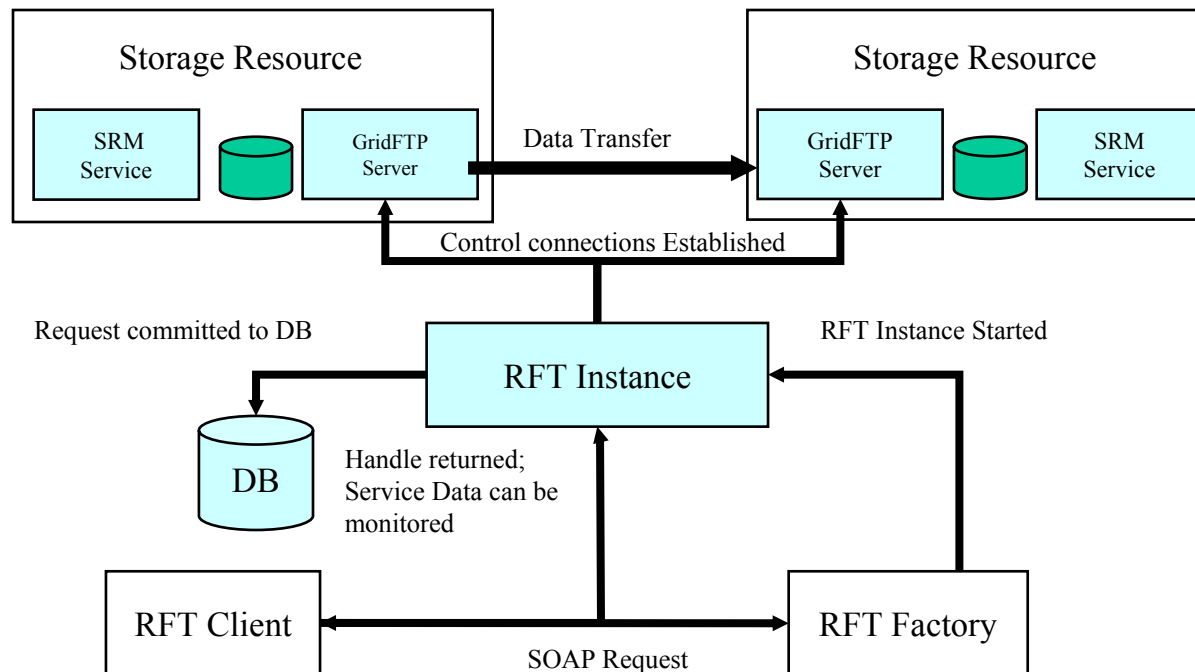 Storage Resource
Storage Resource
SRM
Service
GridFTP
Server
Data Transfer
GridFTP
Server
SRM
Service
Control connections Established
Request committed to DB
RFT Instance Started
RFT Instance
DB
Handle returned;
Service Data can be
monitored
RFT Client
RFT Factory
SOAP Request